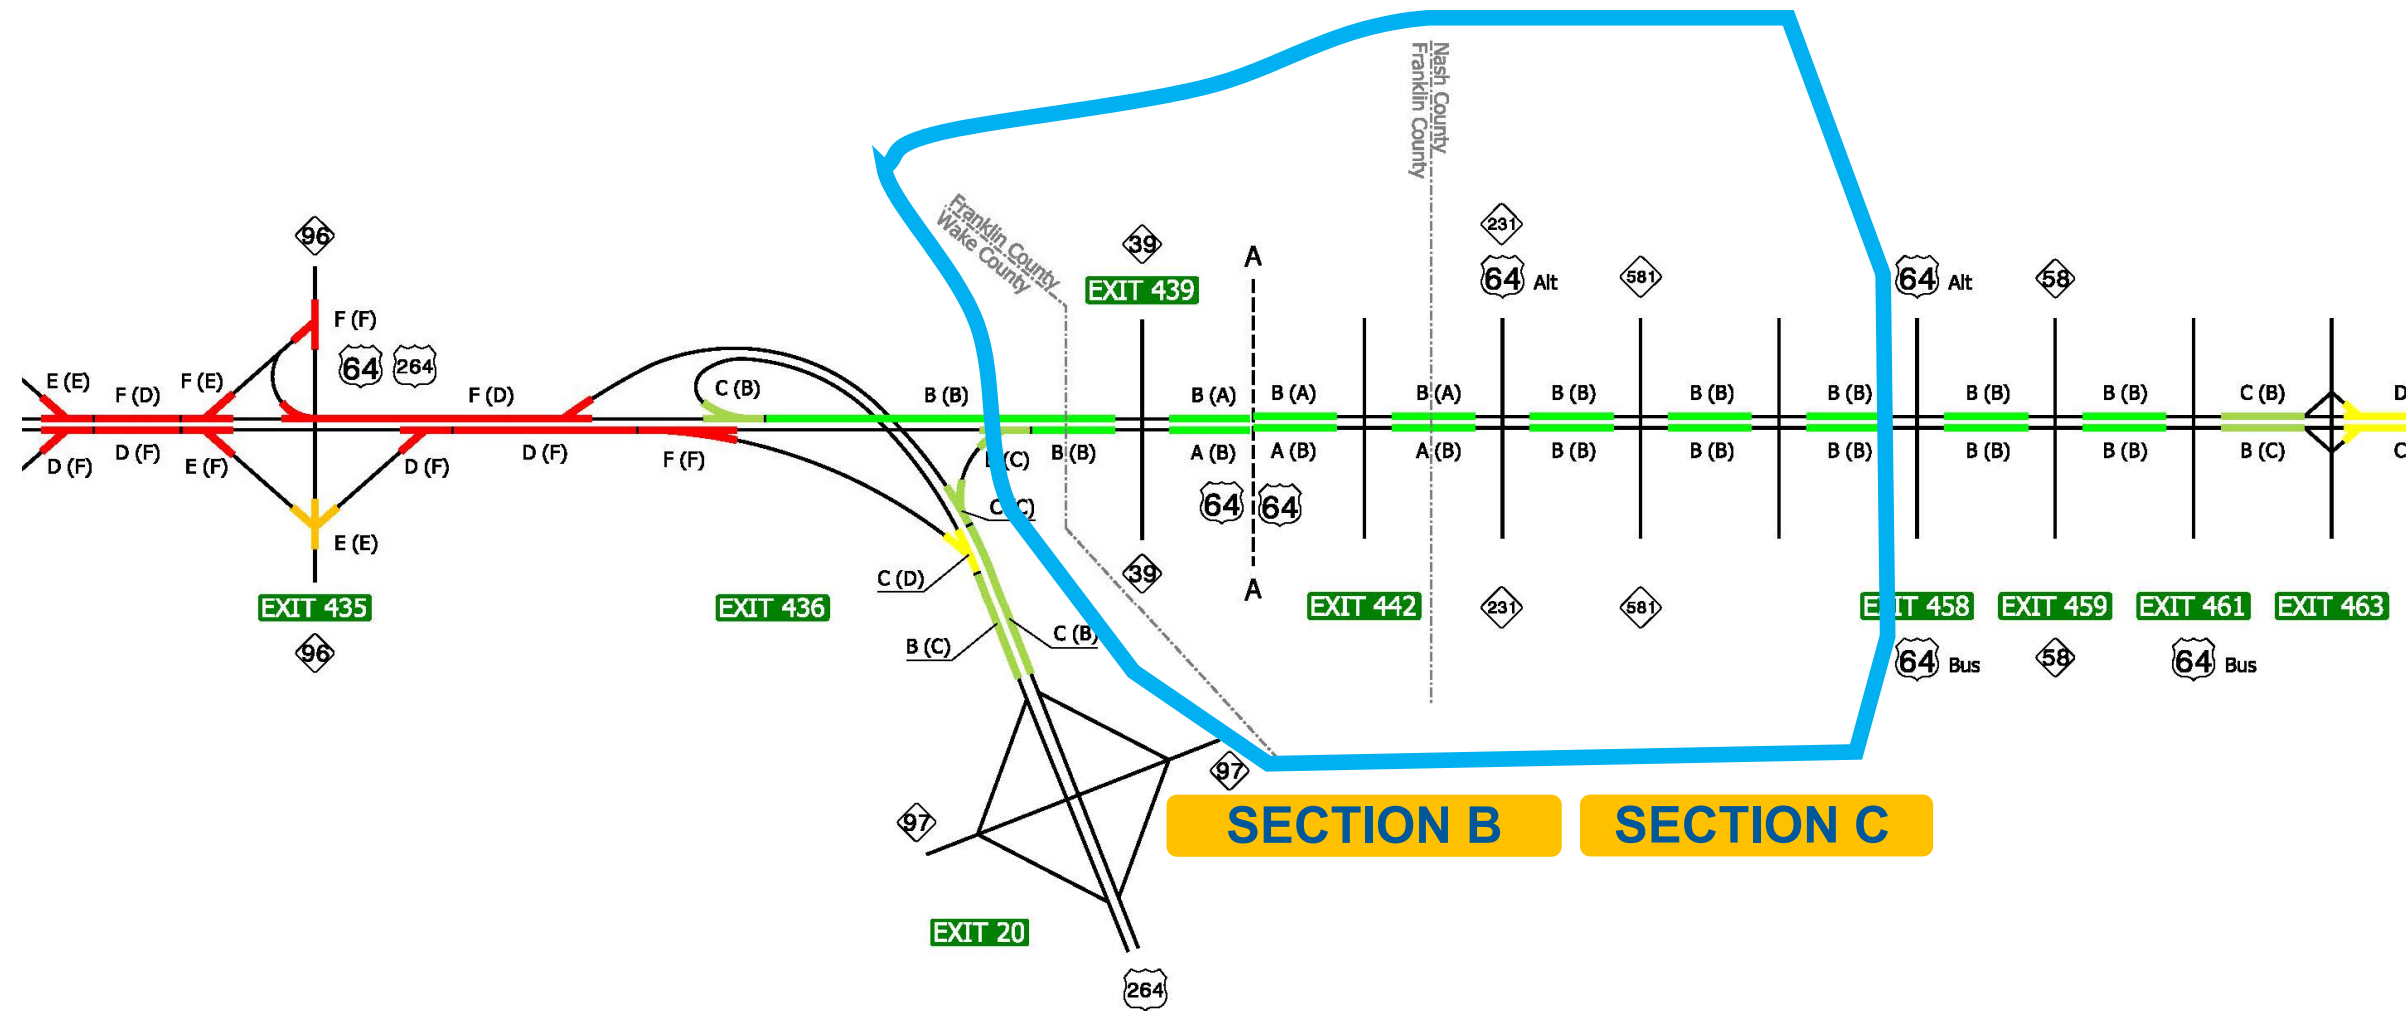 Nash County
Franklin County
Franklin County
Wake County
96
39
231
EXIT 439
A
64 Alt
581
64 Alt
58
F (F)
64 264
E (E)
F (D)
F (E)
F (D)
C (B)
B (B)
B (A)
B (A)
B (A)
B (B)
B (B)
B (B)
B (B)
B (B)
C (B)
D
D (F)
D (F)
E (F)
D (F)
D (F)
F (F)
(C)
B (B)
A (B)
A (B)
A (B)
B (B)
B (B)
B (B)
B (B)
B (B)
B (C)
C
64 64
C (C)
E (E)
C (D)
39
A
EXIT 435
EXIT 436
EXIT 442
231
581
EXIT 458
EXIT 459
EXIT 461
EXIT 463
96
B (C)
C (B)
64 Bus
58
64 Bus
97
97
SECTION B
SECTION C
EXIT 20
264